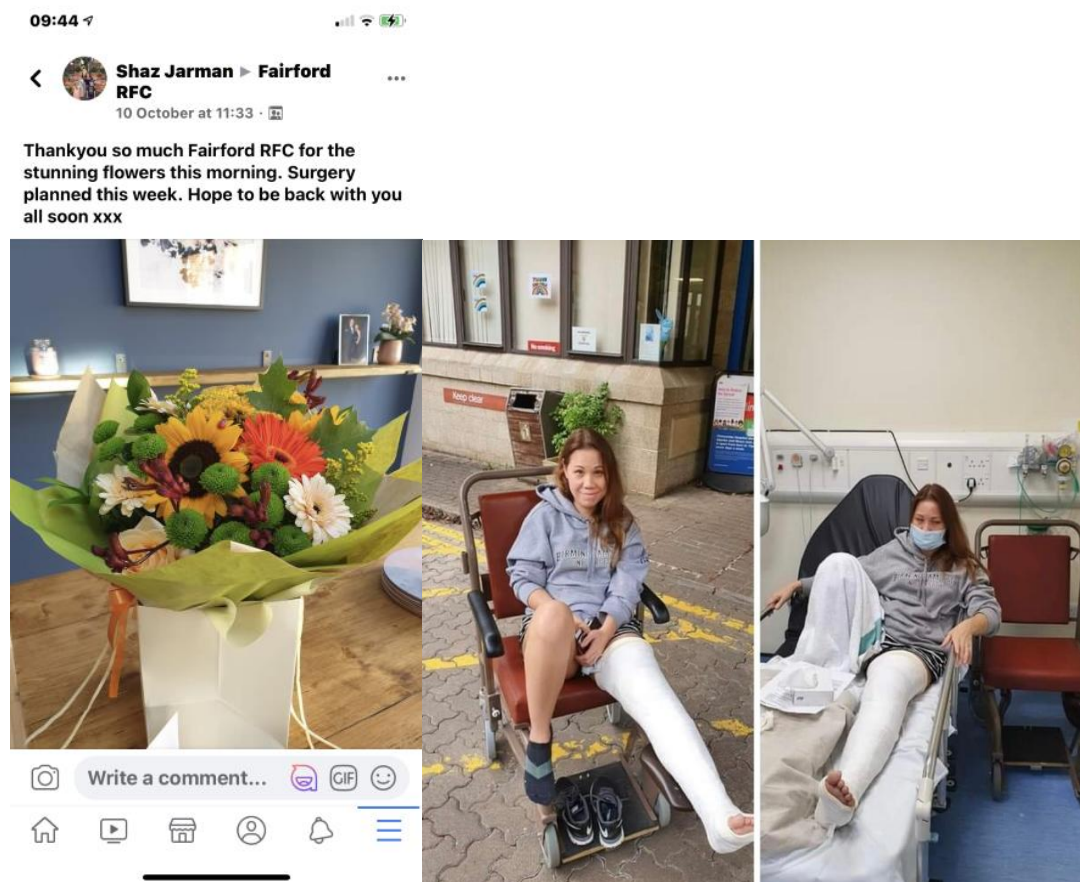 09:44
Shaz Jarman ▸ Fairford
RFC
10 October at 11:33 ·
Thankyou so much Fairford RFC for the
stunning flowers this morning. Surgery
planned this week. Hope to be back with you
all soon xxx
Write a comment...
GIF
No smoking
Keep clear